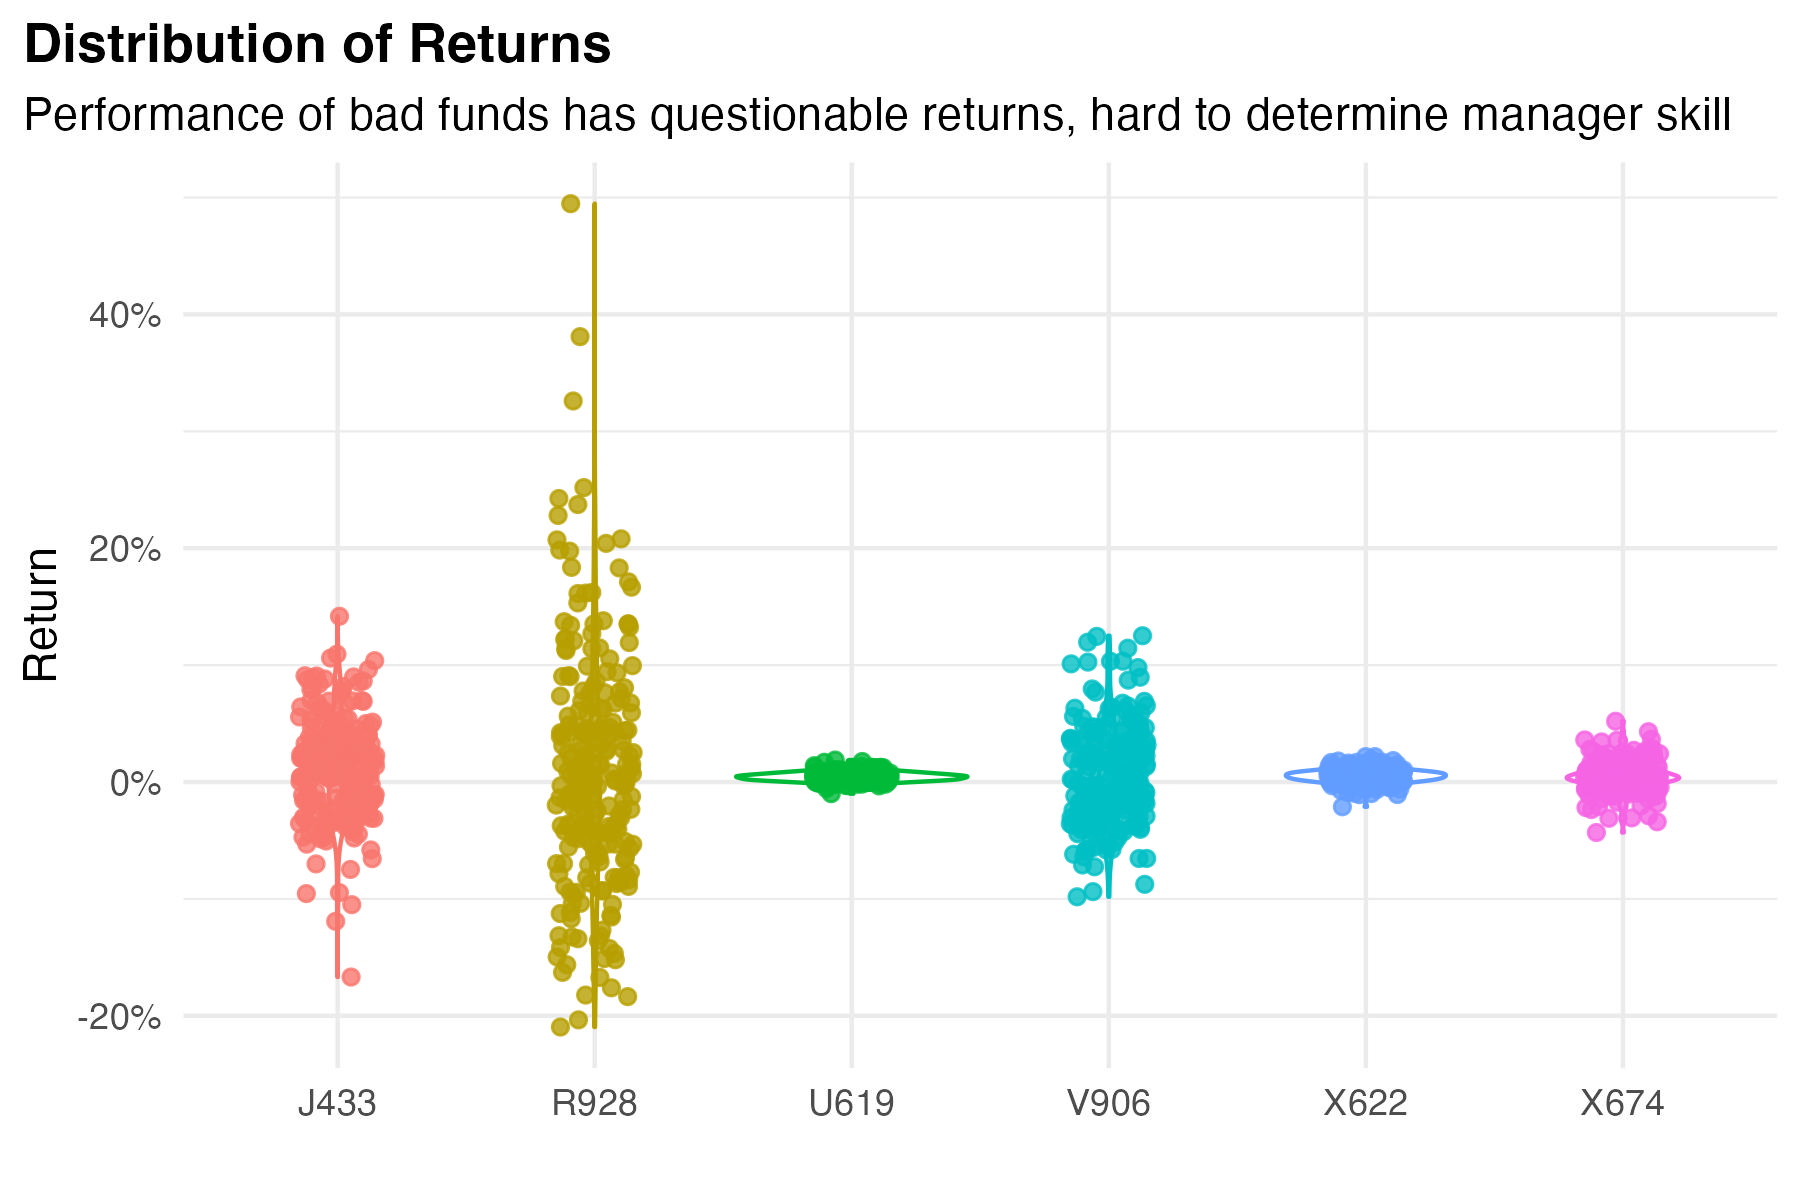 Distribution of Returns
Performance of bad funds has questionable returns, hard to determine manager skill
Return
40%
20%
0%
-20%
J433 R928 U619 V906 X622 X674